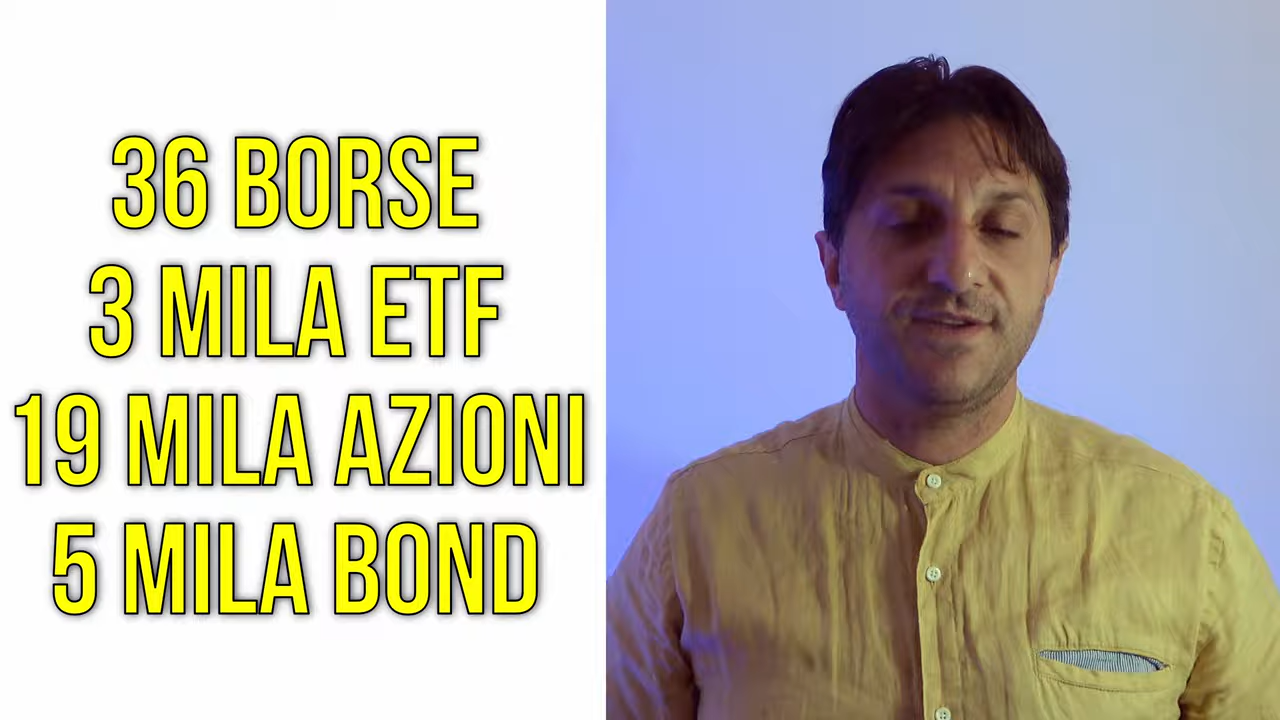 36 BORSE
3 MILA ETF
19 MILA AZIONI
5 MILA BOND